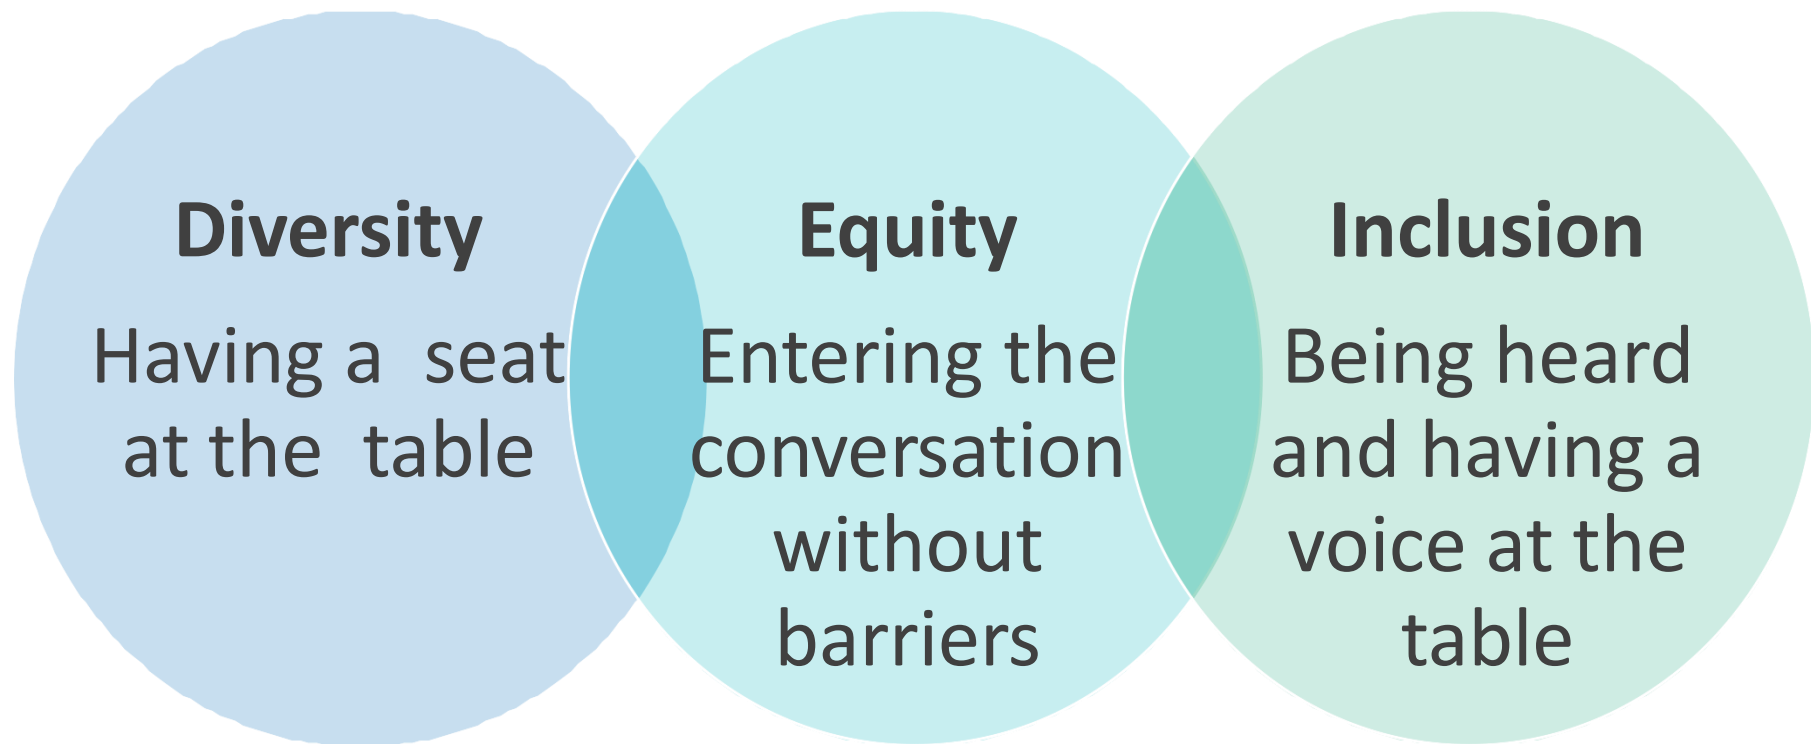 Diversity
Having a seat
at the table
Equity
Entering the
conversation
without
barriers
Inclusion
Being heard
and having a
voice at the
table